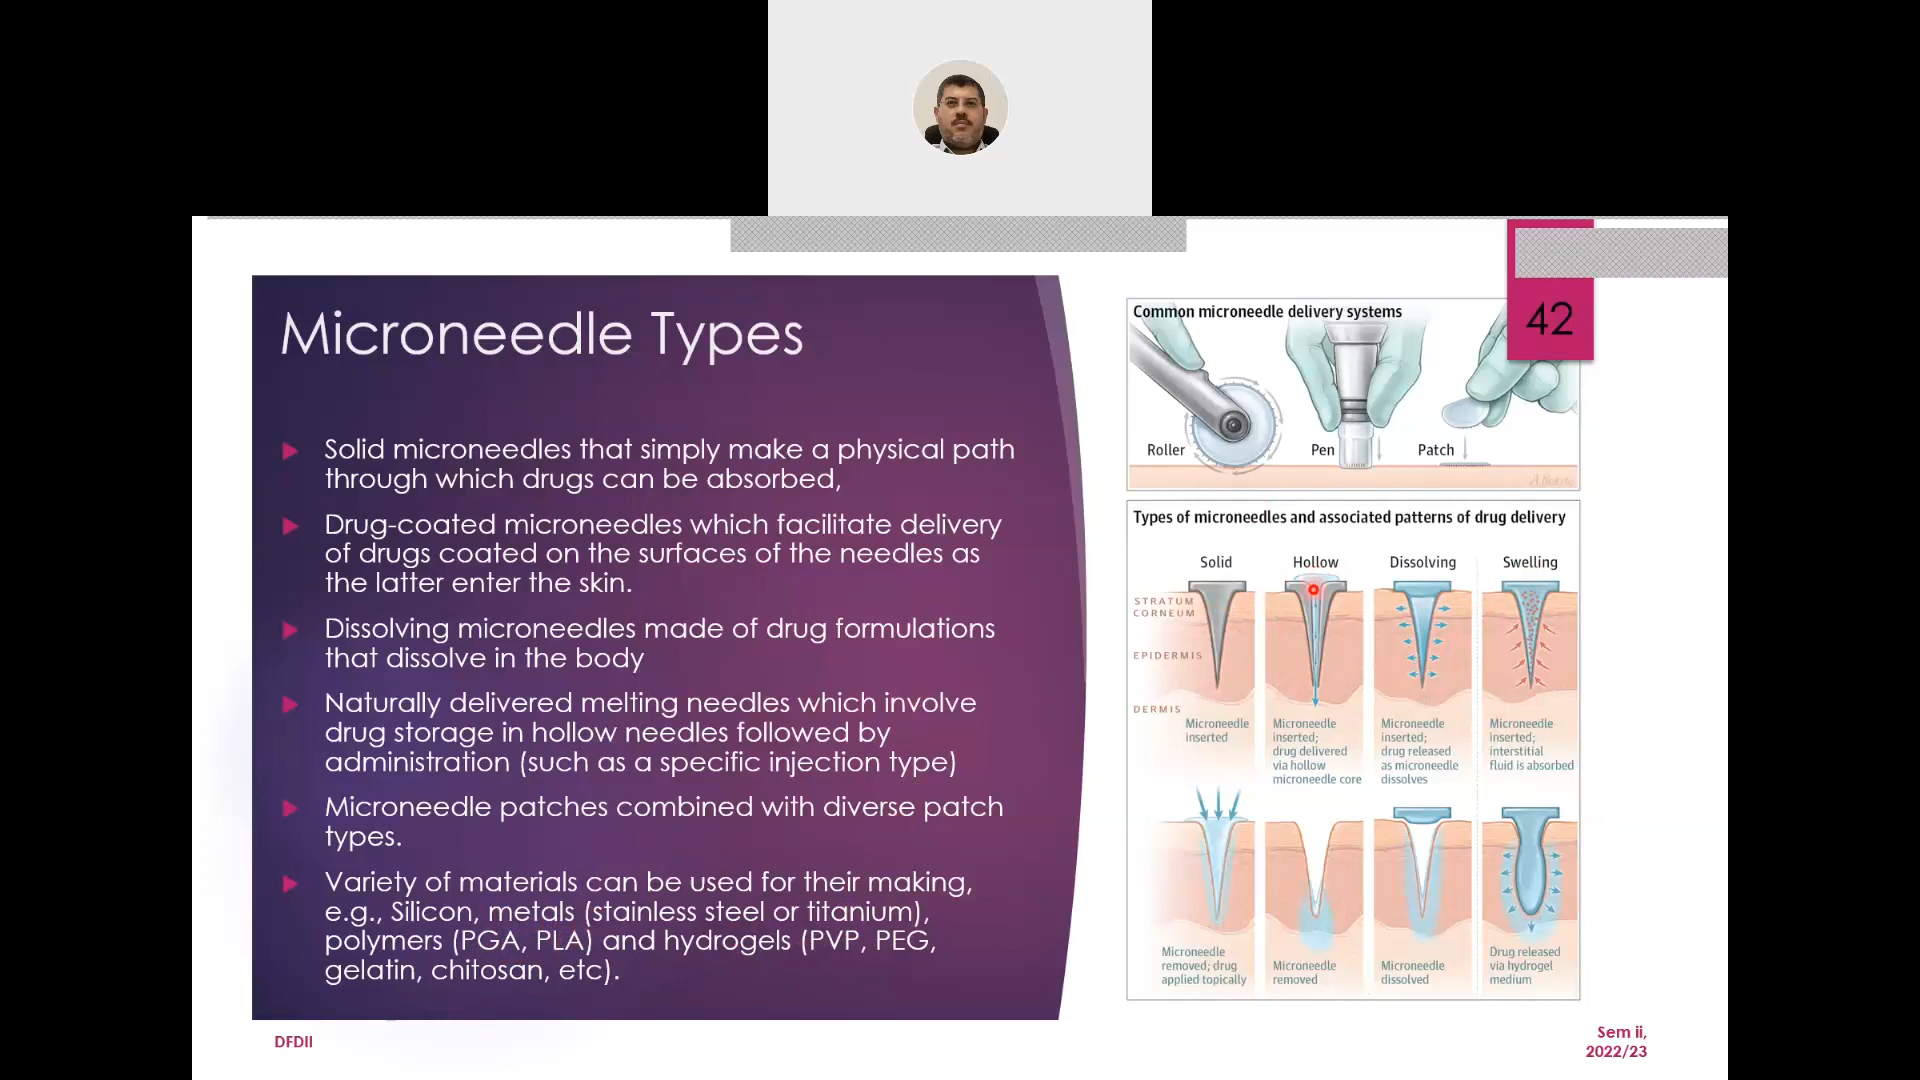 Microneedle Types
Solid microneedles that simply make a physical path
through which drugs can be absorbed,
Drug-coated microneedles which facilitate delivery
of drugs coated on the surfaces of the needles as
the latter enter the skin.
Dissolving microneedles made of drug formulations
that dissolve in the body
Naturally delivered melting needles which involve
drug storage in hollow needles followed by
administration (such as a specific injection type)
Microneedle patches combined with diverse patch
types.
Variety of materials can be used for their making,
e.g., Silicon, metals (stainless steel or titanium),
polymers (PGA, PLA) and hydrogels (PVP, PEG,
gelatin, chitosan, etc).
42
Common microneedle delivery systems
Roller
Pen
Patch
Types of microneedles and associated patterns of drug delivery
Solid
Hollow
Dissolving
Swelling
STRATUM
CORNEUM
EPIDERMIS
DERMIS
Microneedle
inserted
Microneedle
inserted;
drug delivered
via hollow
microneedle core
Microneedle
inserted;
drug released
as microneedle
dissolves
Microneedle
inserted;
interstitial
fluid is absorbed
Microneedle
removed; drug
applied topically
Microneedle
removed
Microneedle
dissolved
Drug released
via hydrogel
medium
DFDII
Sem ii,
2022/23